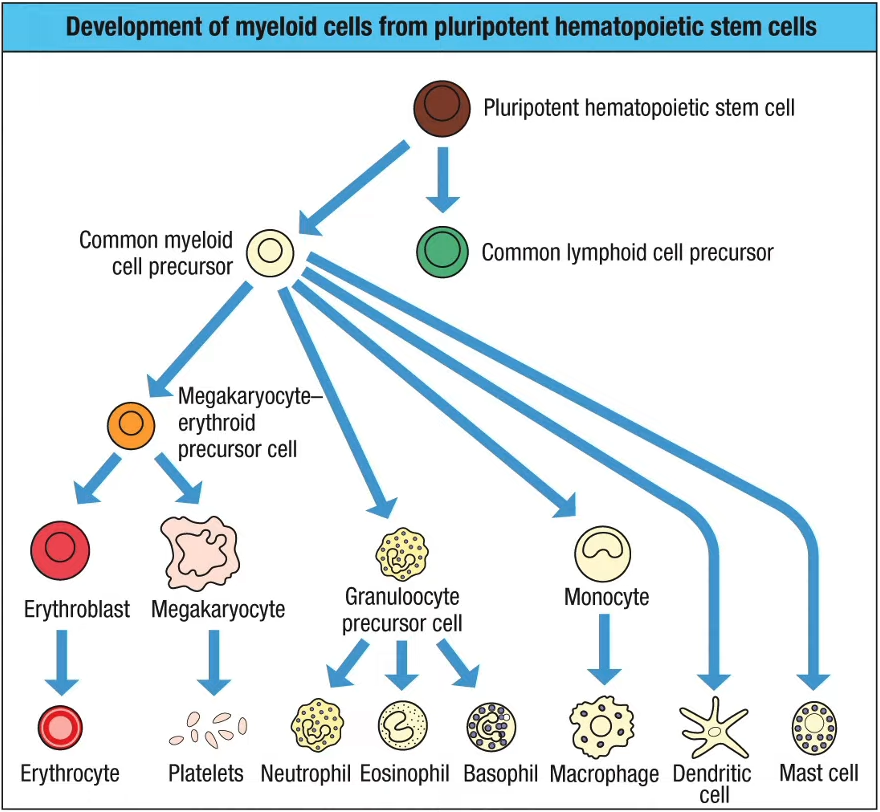 Development of myeloid cells from pluripotent hematopoietic stem cells
Pluripotent hematopoietic stem cell
Common myeloid
cell precursor
Common lymphoid cell precursor
Megakaryocyte–
erythroid
precursor cell
Erythroblast
Megakaryocyte
Granuloocyte
precursor cell
Monocyte
Erythrocyte
Platelets
Neutrophil
Eosinophil
Basophil
Macrophage
Dendritic
cell
Mast cell